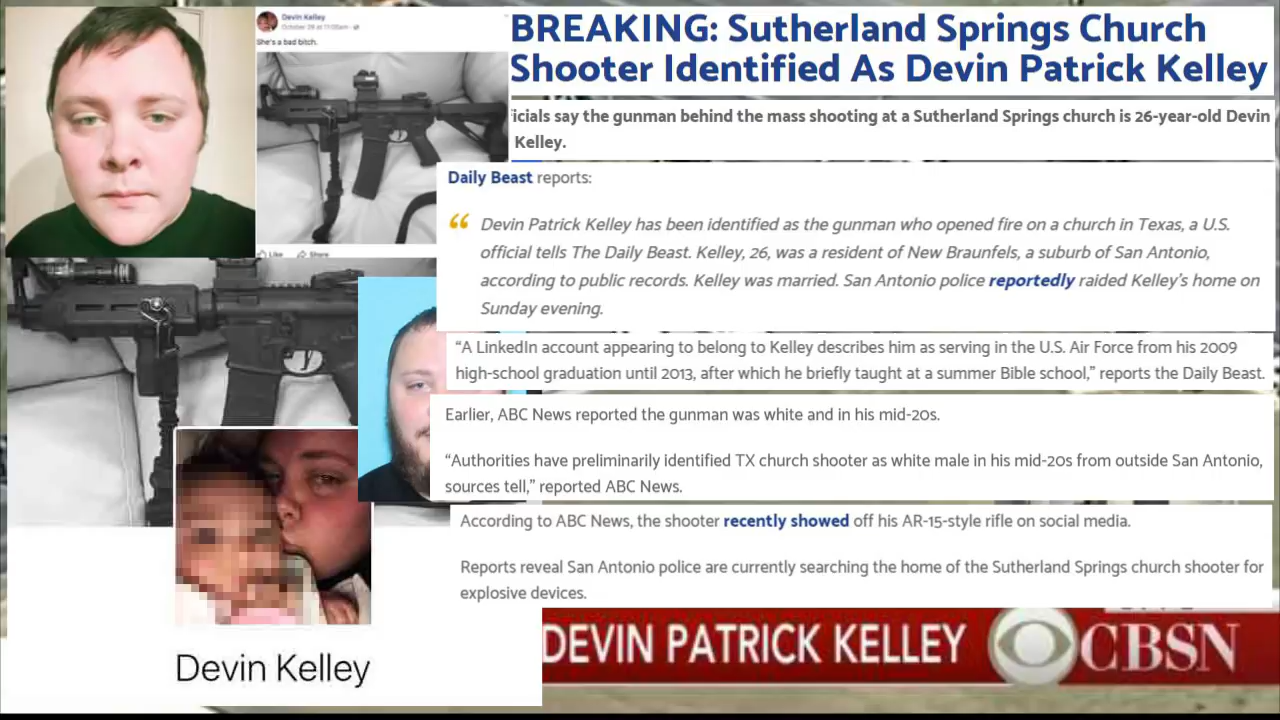 Devin Kelley
October 29 at 11:00am
She's a bad bitch.
Like Share
BREAKING: Sutherland Springs Church
Shooter Identified As Devin Patrick Kelley
icials say the gunman behind the mass shooting at a Sutherland Springs church is 26-year-old Devin
Kelley.
Daily Beast reports:
“ Devin Patrick Kelley has been identified as the gunman who opened fire on a church in Texas, a U.S.
official tells The Daily Beast. Kelley, 26, was a resident of New Braunfels, a suburb of San Antonio,
according to public records. Kelley was married. San Antonio police reportedly raided Kelley's home on
Sunday evening.
“A LinkedIn account appearing to belong to Kelley describes him as serving in the U.S. Air Force from his 2009
high-school graduation until 2013, after which he briefly taught at a summer Bible school,” reports the Daily Beast.
Earlier, ABC News reported the gunman was white and in his mid-20s.
“Authorities have preliminarily identified TX church shooter as white male in his mid-20s from outside San Antonio,
sources tell,” reported ABC News.
According to ABC News, the shooter recently showed off his AR-15-style rifle on social media.
Reports reveal San Antonio police are currently searching the home of the Sutherland Springs church shooter for
explosive devices.
Devin Kelley
DEVIN PATRICK KELLEY CBSN